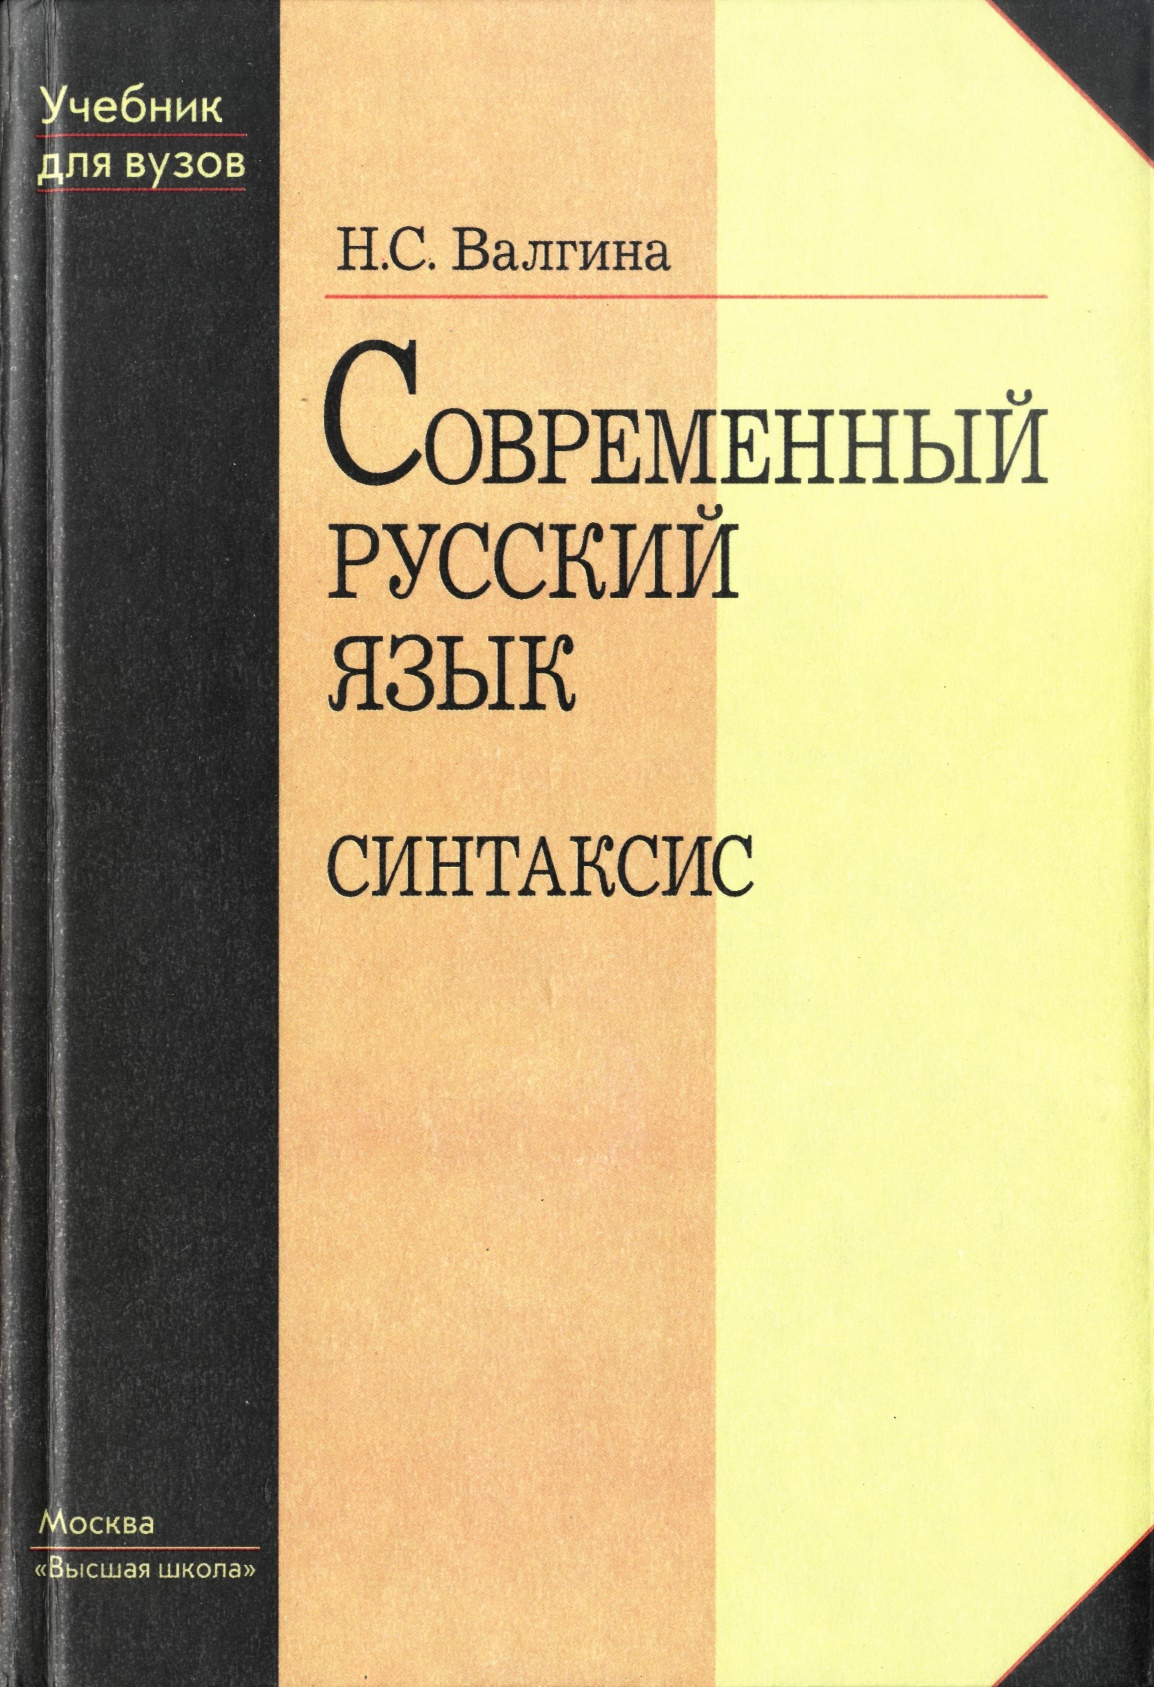 Учебник
для вузов
Н.С. Валгина
Современный
русский
язык
синтаксис
Москва
«Высшая школа»